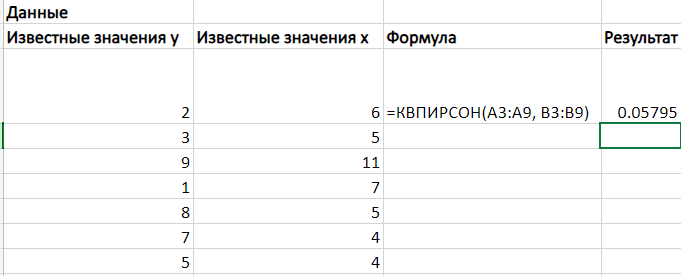 Данные
Известные значения y Известные значения x Формула Результат
2 6 =КВПИРСОН(A3:A9, B3:B9) 0.05795
3 5
9 11
1 7
8 5
7 4
5 4